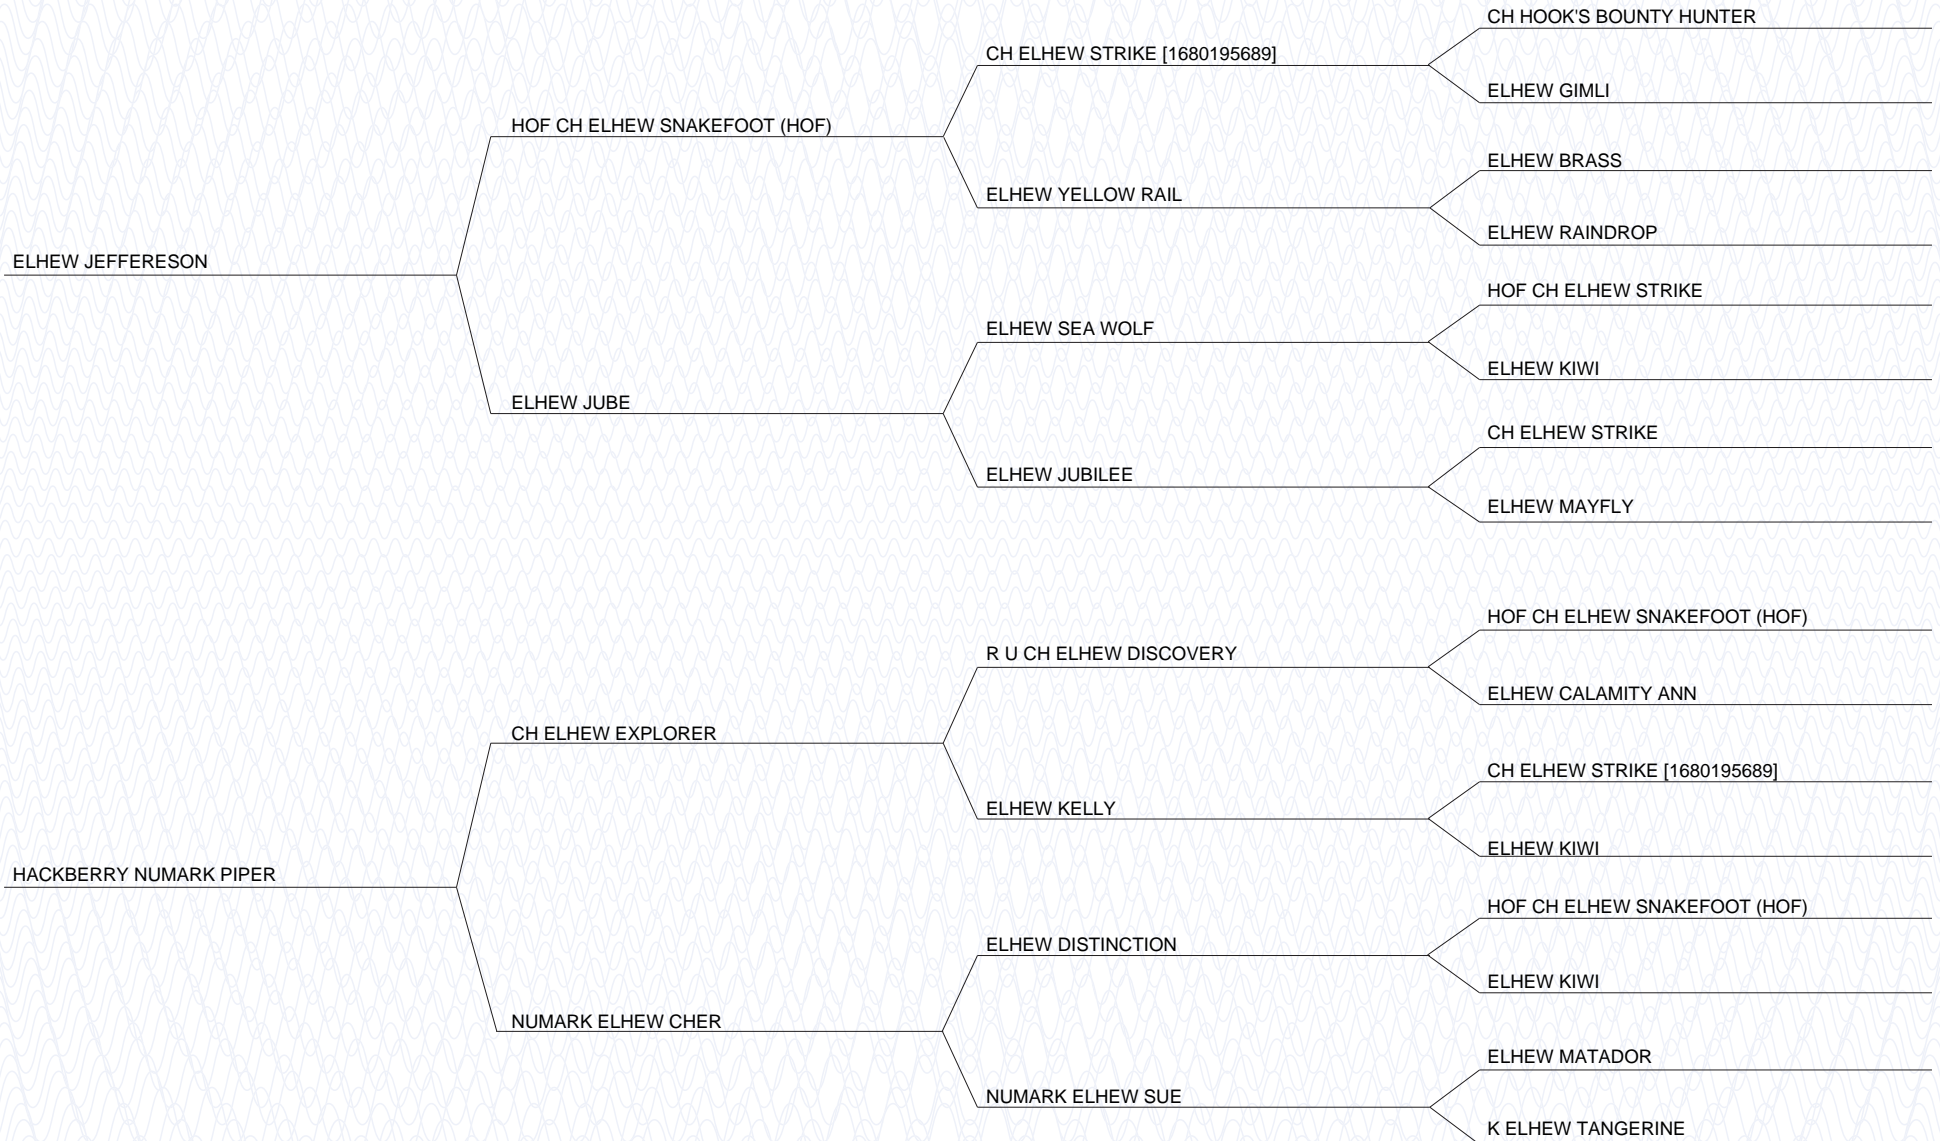 CH HOOK'S BOUNTY HUNTER
CH ELHEW STRIKE [1680195689]
ELHEW GIMLI
HOF CH ELHEW SNAKEFOOT (HOF)
ELHEW BRASS
ELHEW YELLOW RAIL
ELHEW RAINDROP
ELHEW JEFFERESON
HOF CH ELHEW STRIKE
ELHEW SEA WOLF
ELHEW KIWI
ELHEW JUBE
CH ELHEW STRIKE
ELHEW JUBILEE
ELHEW MAYFLY
HOF CH ELHEW SNAKEFOOT (HOF)
R U CH ELHEW DISCOVERY
ELHEW CALAMITY ANN
CH ELHEW EXPLORER
CH ELHEW STRIKE [1680195689]
ELHEW KELLY
ELHEW KIWI
HACKBERRY NUMARK PIPER
HOF CH ELHEW SNAKEFOOT (HOF)
ELHEW DISTINCTION
ELHEW KIWI
NUMARK ELHEW CHER
ELHEW MATADOR
NUMARK ELHEW SUE
K ELHEW TANGERINE